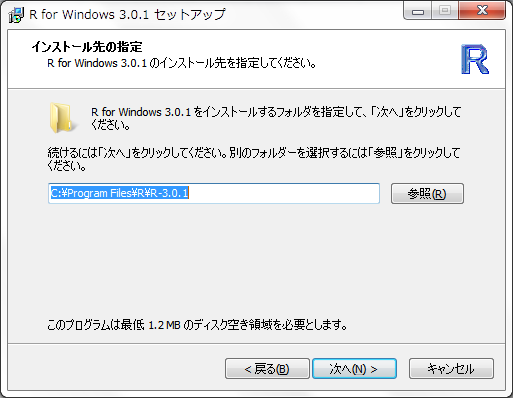 R for Windows 3.0.1 セットアップ
インストール先の指定
R for Windows 3.0.1 のインストール先を指定してください。
R
R for Windows 3.0.1 をインストールするフォルダを指定して、「次へ」をクリックして
ください。
続けるには「次へ」をクリックしてください。別のフォルダーを選択するには「参照」をクリックして
ください。
C:¥Program Files¥R¥R-3.0.1
参照(R)
このプログラムは最低 1.2 MB のディスク空き領域を必要とします。
< 戻る(B)
次へ(N) >
キャンセル